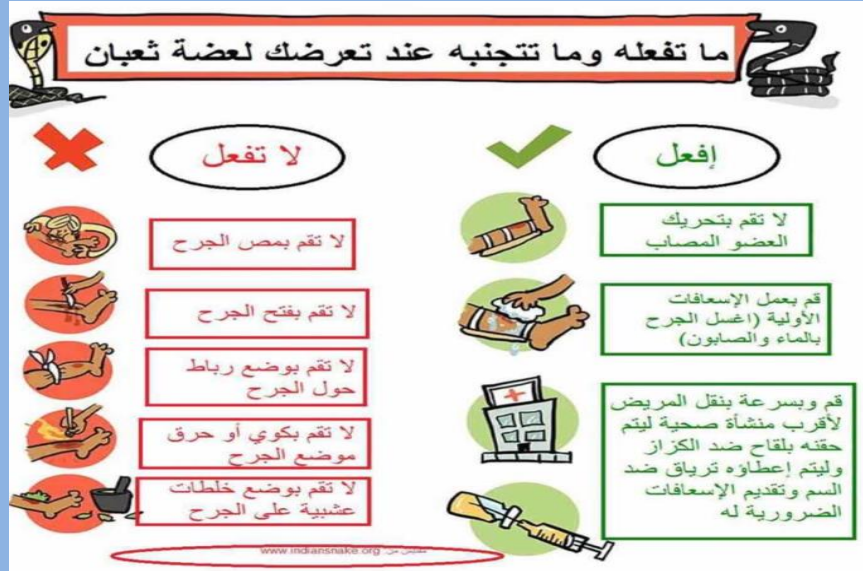 ما تفعله وما تتجنبه عند تعرضك لعضة ثعبان
إفعل
لا تقم بتحريك
العضو المصاب
قم بعمل الإسعافات
الأولية (اغسل الجرح
بالماء والصابون)
قم وبسرعة بنقل المريض
لأقرب منشأة صحية ليتم
حقنه بلقاح ضد الكزاز
وليتم إعطاؤه ترياق ضد
السم وتقديم الإسعافات
الضرورية له
لا تفعل
لا تقم بمص الجرح
لا تقم بفتح الجرح
لا تقم بوضع رباط
حول الجرح
لا تقم بكوي أو حرق
موضع الجرح
لا تقم بوضع خلطات
عشبية على الجرح
مقتبس من: www.indiansnake.org